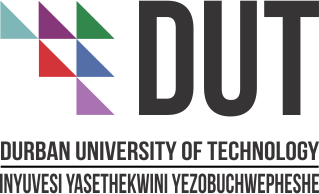 DUT
DURBAN UNIVERSITY OF TECHNOLOGY
INYUVESI YASETHEKWINI YEZOBUCHWEPHESHE